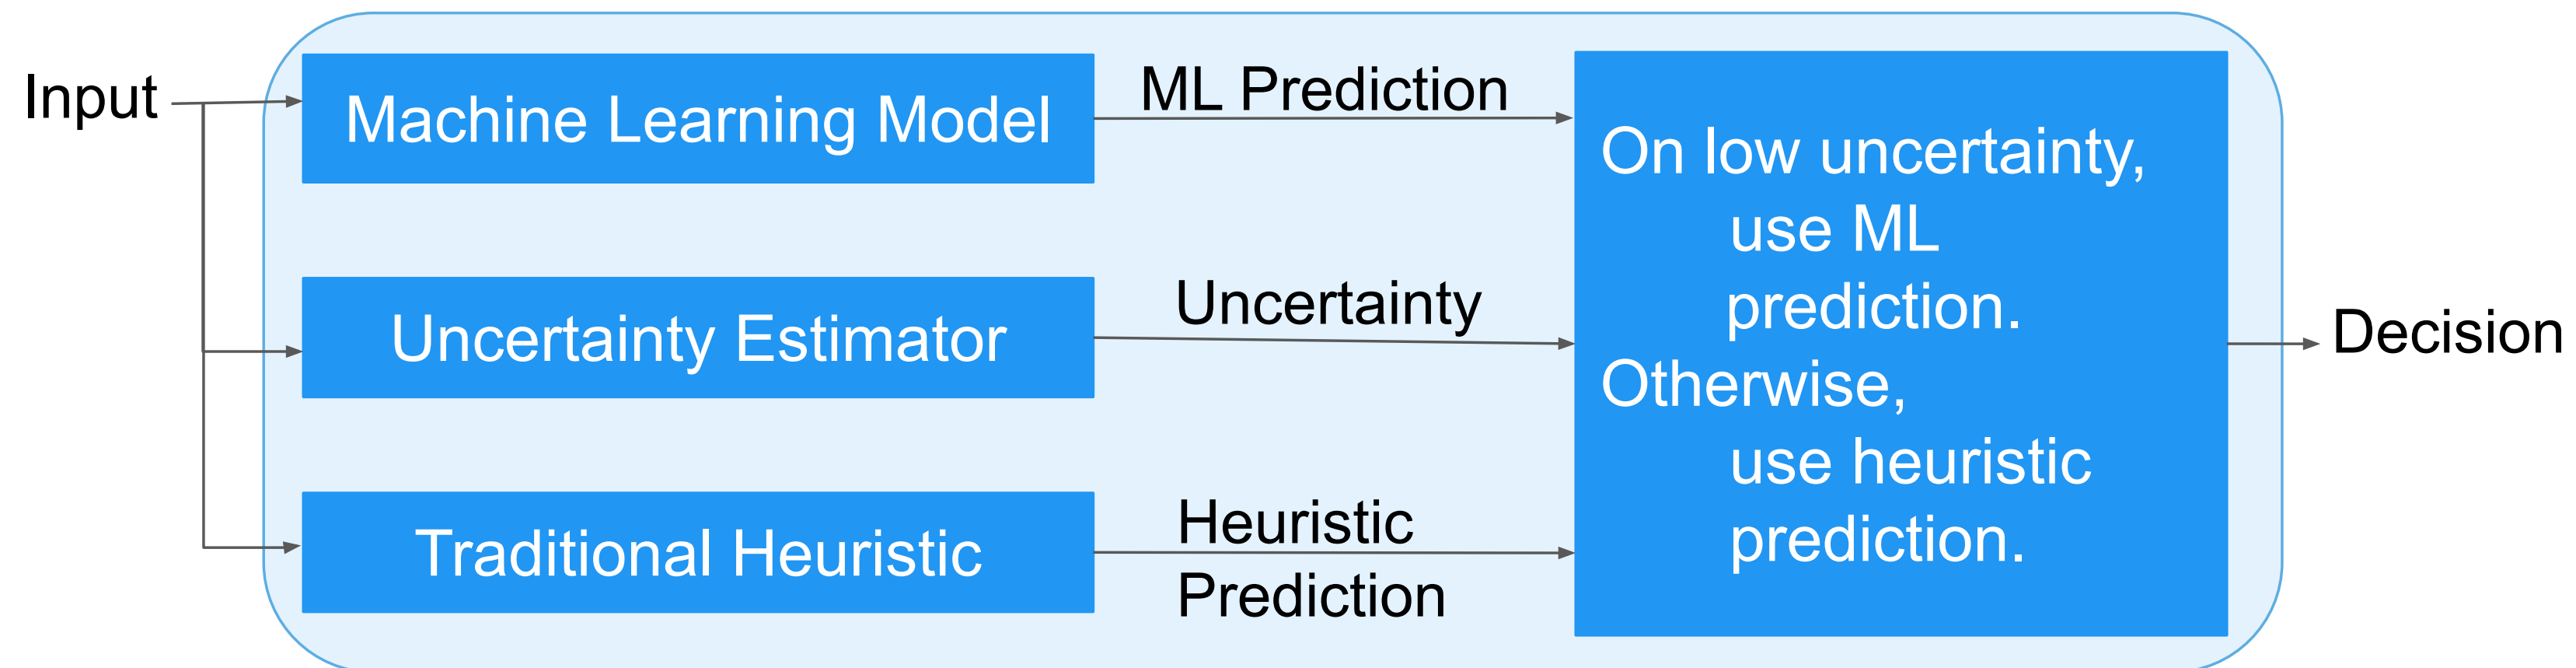 Input
Machine Learning Model
ML Prediction
Uncertainty Estimator
Uncertainty
Traditional Heuristic
Heuristic
Prediction
On low uncertainty,
use ML
prediction.
Otherwise,
use heuristic
prediction.
Decision